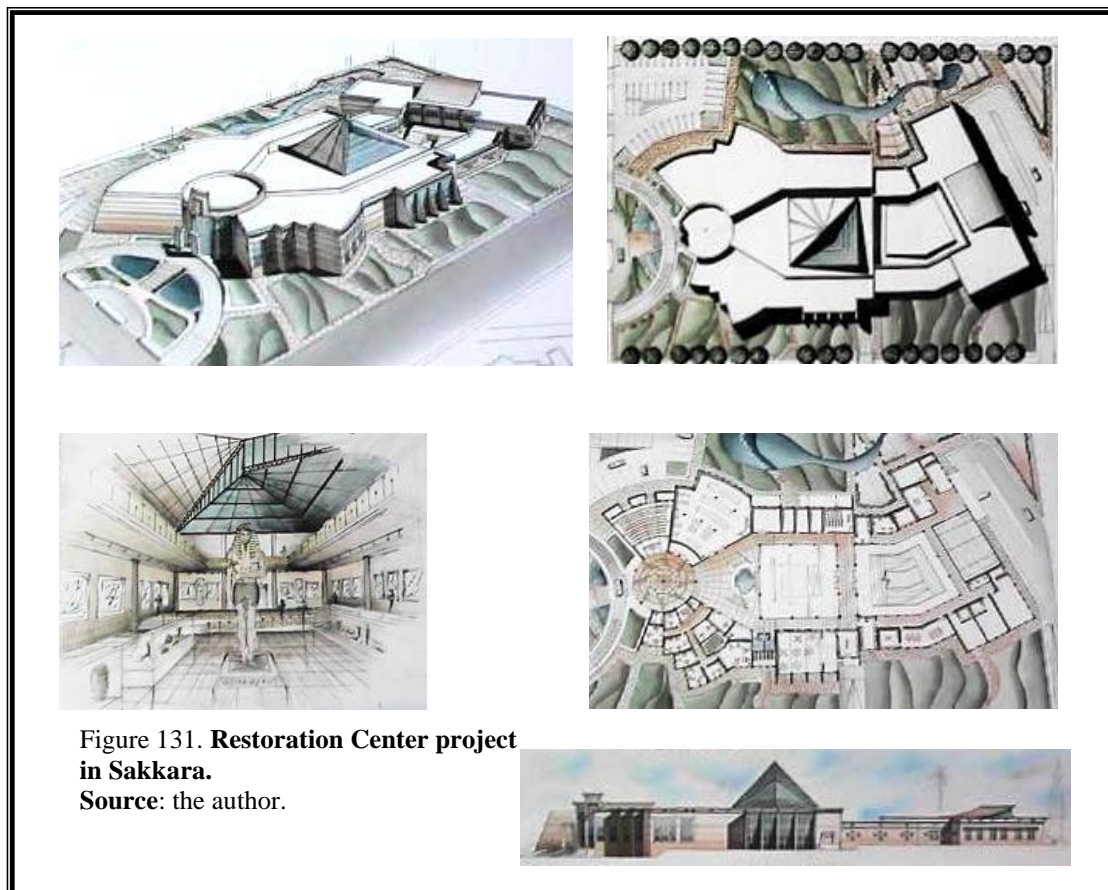 Figure 131. Restoration Center project
in Sakkara.
Source: the author.